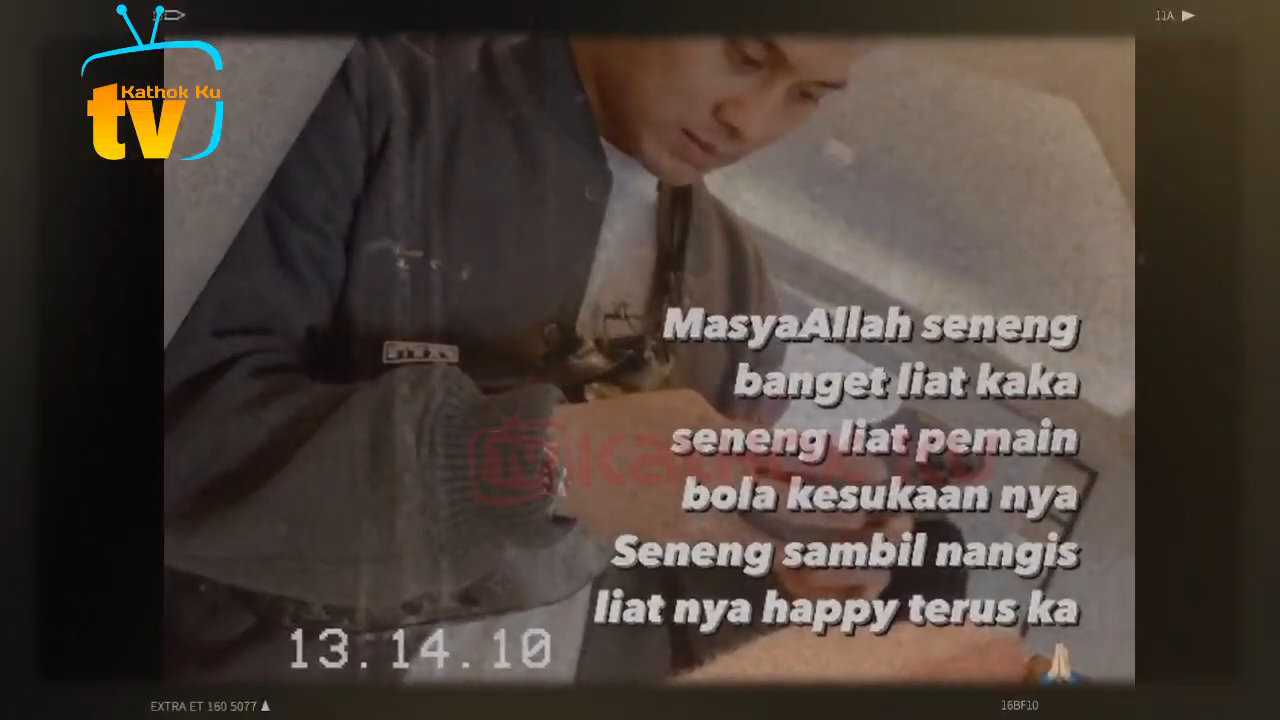 11A
Kathok Ku
tv
MasyaAllah seneng
banget liat kaka
seneng liat pemain
bola kesukaan nya
Seneng sambil nangis
liat nya happy terus ka
13.14.10
EXTRA ET 160 5077
16BF10